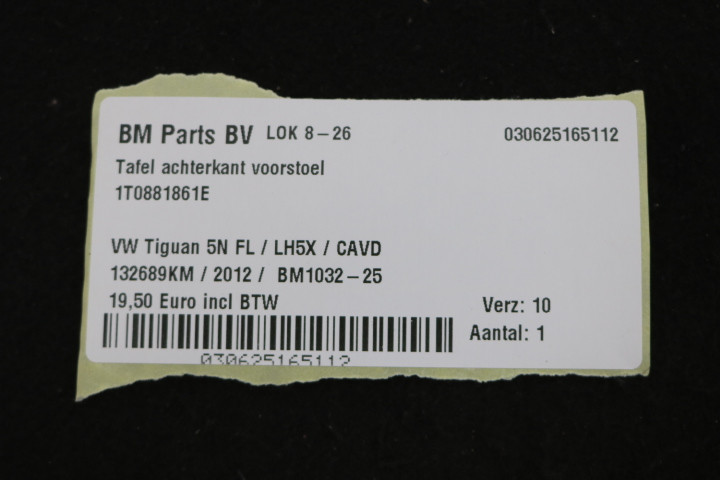 BM Parts BV LOK 8-26 030625165112
Tafel achterkant voorstoel
1T0881861E
VW Tiguan 5N FL / LH5X / CAVD
132689KM / 2012 / BM1032-25
19,50 Euro incl BTW Verz: 10
Aantal: 1
030625165112